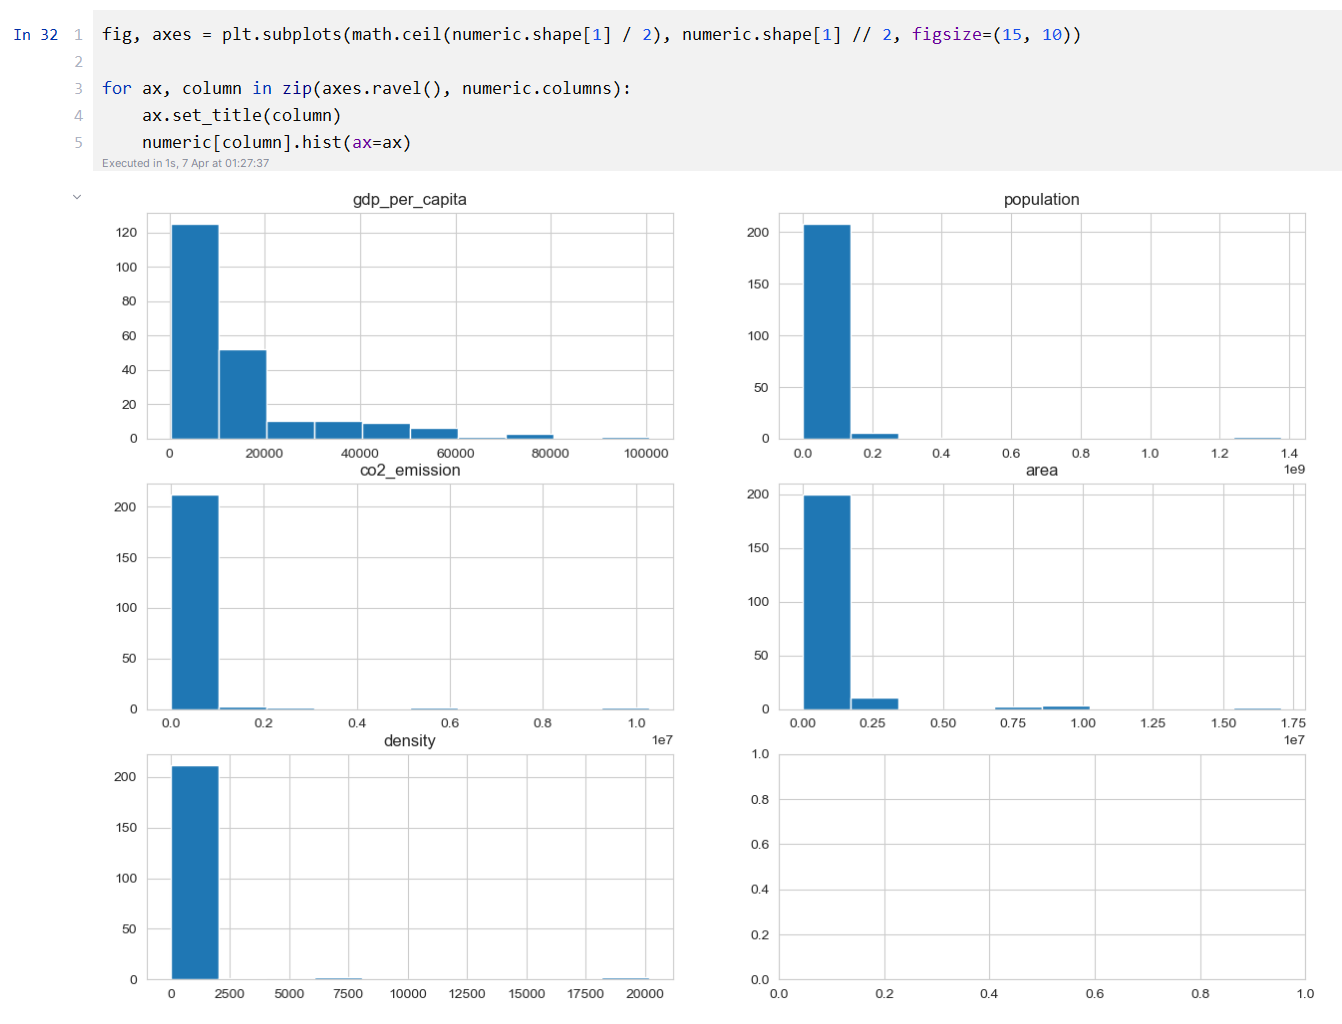 In 32
1 fig, axes = plt.subplots(math.ceil(numeric.shape[1] / 2), numeric.shape[1] // 2, figsize=(15, 10))
2
3 for ax, column in zip(axes.ravel(), numeric.columns):
4     ax.set_title(column)
5     numeric[column].hist(ax=ax)
Executed in 1s, 7 Apr at 01:27:37
gdp_per_capita
120
100
80
60
40
20
0
0 20000 40000 60000 80000 100000
population
200
150
100
50
0
0.0 0.2 0.4 0.6 0.8 1.0 1.2 1.4
1e9
co2_emission
200
150
100
50
0
0.0 0.2 0.4 0.6 0.8 1.0
1e7
area
200
150
100
50
0
0.00 0.25 0.50 0.75 1.00 1.25 1.50 1.75
1e7
density
200
150
100
50
0
0 2500 5000 7500 10000 12500 15000 17500 20000
1.0
0.8
0.6
0.4
0.2
0.0
0.0 0.2 0.4 0.6 0.8 1.0